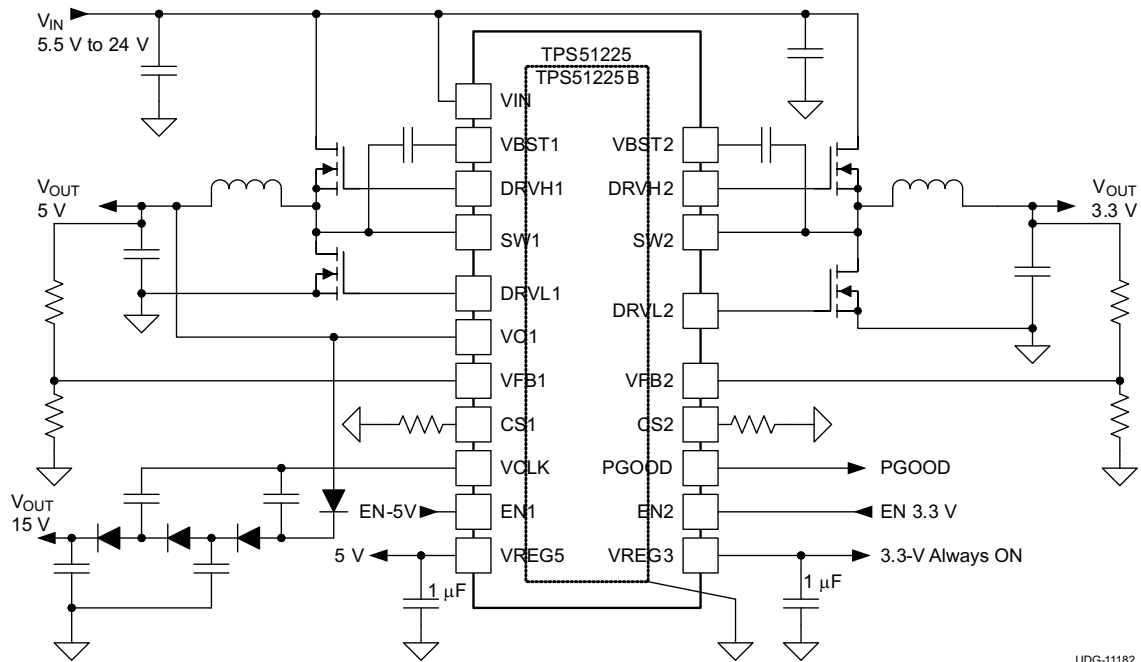 VIN
5.5 V to 24 V
TPS51225
TPS51225 B
VIN
VBST1
VBST2
DRVH1
DRVH2
VOUT
5 V
VOUT
3.3 V
SW1
SW2
DRVL1
DRVL2
VO1
VFB1
VFB2
CS1
CS2
VCLK
PGOOD
PGOOD
VOUT
15 V
EN-5V
EN1
EN2
EN 3.3 V
5 V
VREG5
VREG3
3.3-V Always ON
1 μF
1 μF
UDG-11182